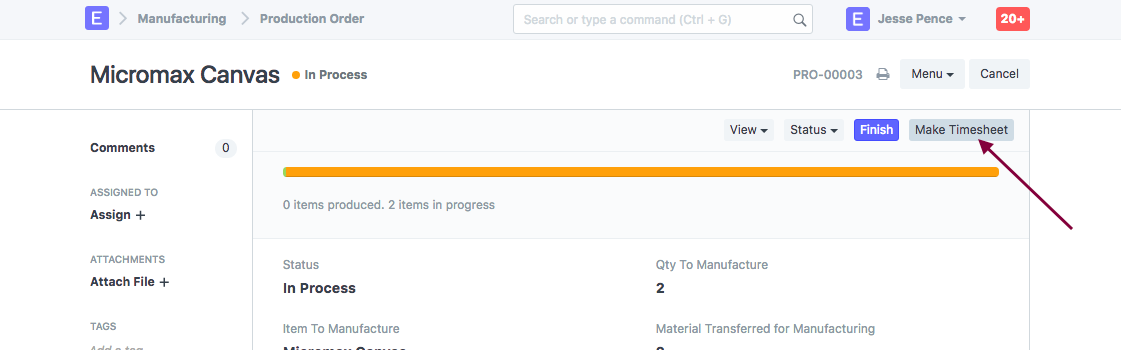 E Manufacturing Production Order Search or type a command (Ctrl + G) E Jesse Pence 20+
Micromax Canvas In Process PRO-00003 Menu Cancel
View Status Finish Make Timesheet
Comments 0
0 items produced. 2 items in progress
ASSIGNED TO
Assign +
ATTACHMENTS
Attach File +
TAGS
Add a tag
Status Qty To Manufacture
In Process 2
Item To Manufacture Material Transferred for Manufacturing
Micromax Canvas